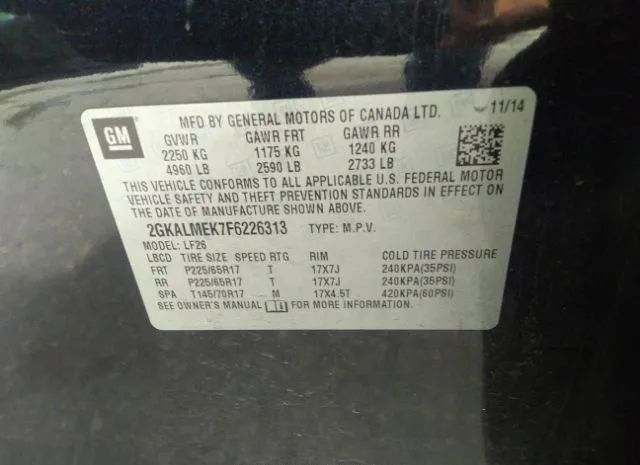 GM
MFD BY GENERAL MOTORS OF CANADA LTD. 11/14
GVWR GAWR FRT GAWR RR
2250 KG 1175 KG 1240 KG
4960 LB 2590 LB 2733 LB
THIS VEHICLE CONFORMS TO ALL APPLICABLE U.S. FEDERAL MOTOR
VEHICLE SAFETY AND THEFT PREVENTION STANDARDS IN EFFECT ON
THE DATE OF MANUFACTURE SHOWN ABOVE.
2GKALMEK7F6226313 TYPE: M.P.V.
MODEL: LF26
LBCD TIRE SIZE SPEED RTG RIM COLD TIRE PRESSURE
FRT P225/65R17 T 17X7J 240KPA(35PSI)
RR P225/65R17 T 17X7J 240KPA(35PSI)
SPA T145/70R17 M 17X4.5T 420KPA(60PSI)
SEE OWNER'S MANUAL FOR MORE INFORMATION.